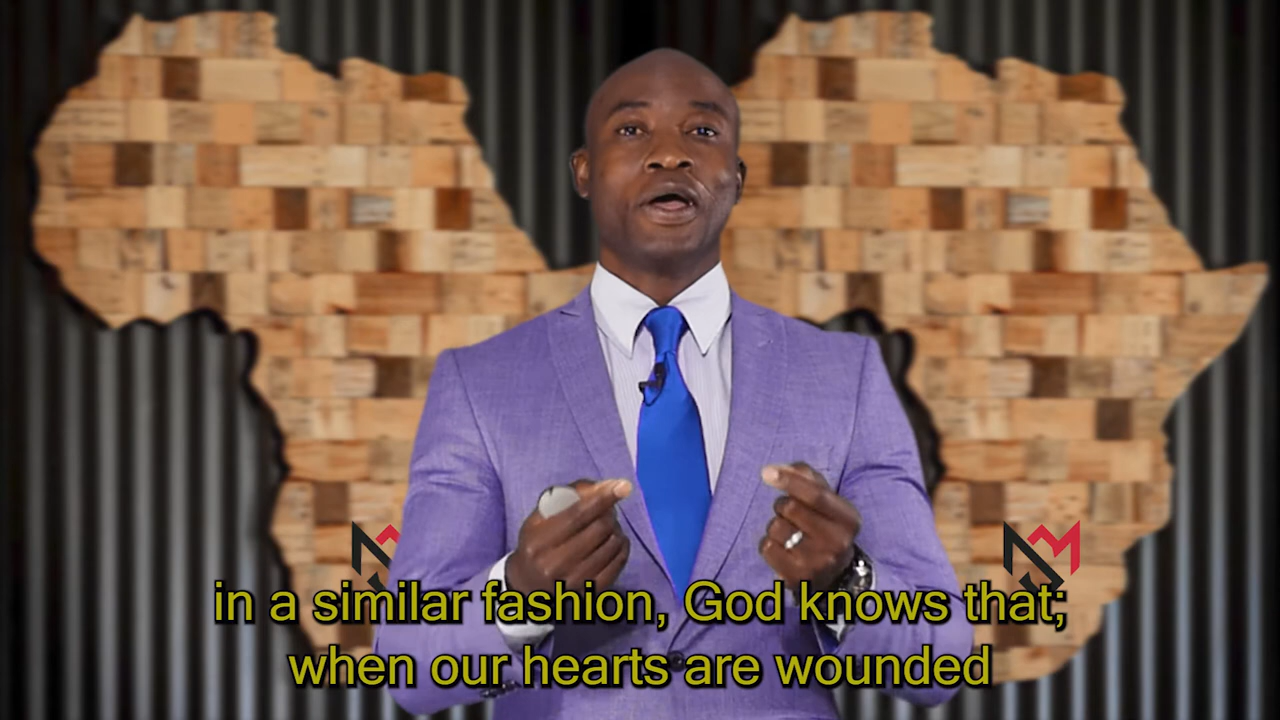 in a similar fashion, God knows that;
when our hearts are wounded